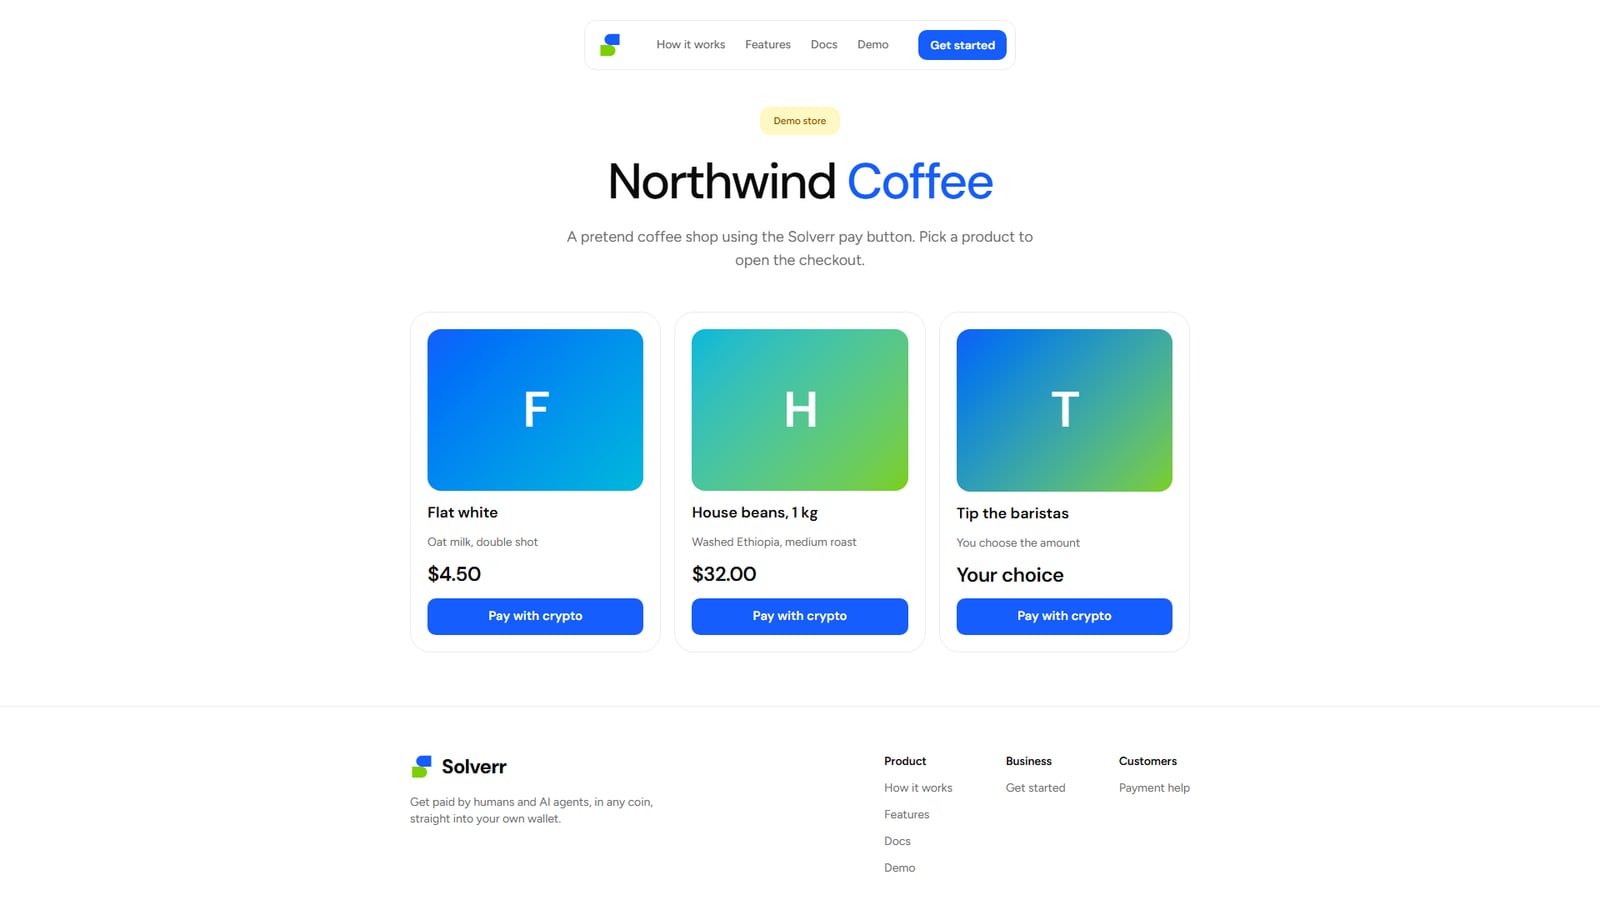 How it works Features Docs Demo Get started
Demo store
Northwind Coffee
A pretend coffee shop using the Solverr pay button. Pick a product to
open the checkout.
F
Flat white
Oat milk, double shot
$4.50
Pay with crypto
H
House beans, 1 kg
Washed Ethiopia, medium roast
$32.00
Pay with crypto
T
Tip the baristas
You choose the amount
Your choice
Pay with crypto
Solverr
Get paid by humans and AI agents, in any coin,
straight into your own wallet.
Product
How it works
Features
Docs
Demo
Business
Get started
Customers
Payment help